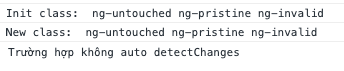 Init class:  ng-untouched ng-pristine ng-invalid
New class:  ng-untouched ng-pristine ng-invalid
Trường hợp không auto detectChanges